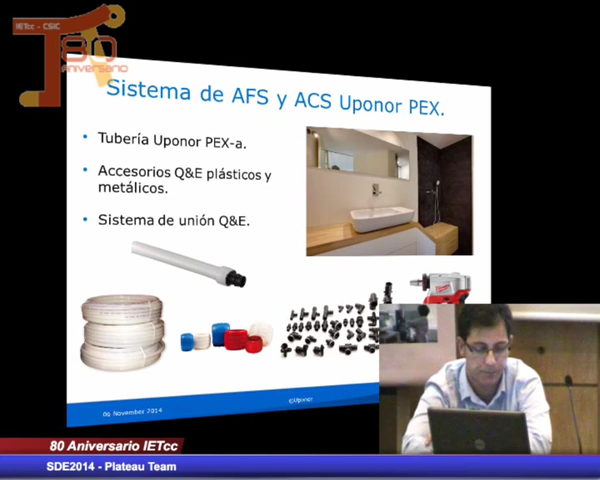 IETcc - CSIC
80
ANIVERSARIO
Sistema de AFS y ACS Uponor PEX.
• Tubería Uponor PEX-a.
• Accesorios Q&E plásticos y
metálicos.
• Sistema de unión Q&E.
06 November 2014
©Uponor
80 Aniversario IETcc
SDE2014 - Plateau Team